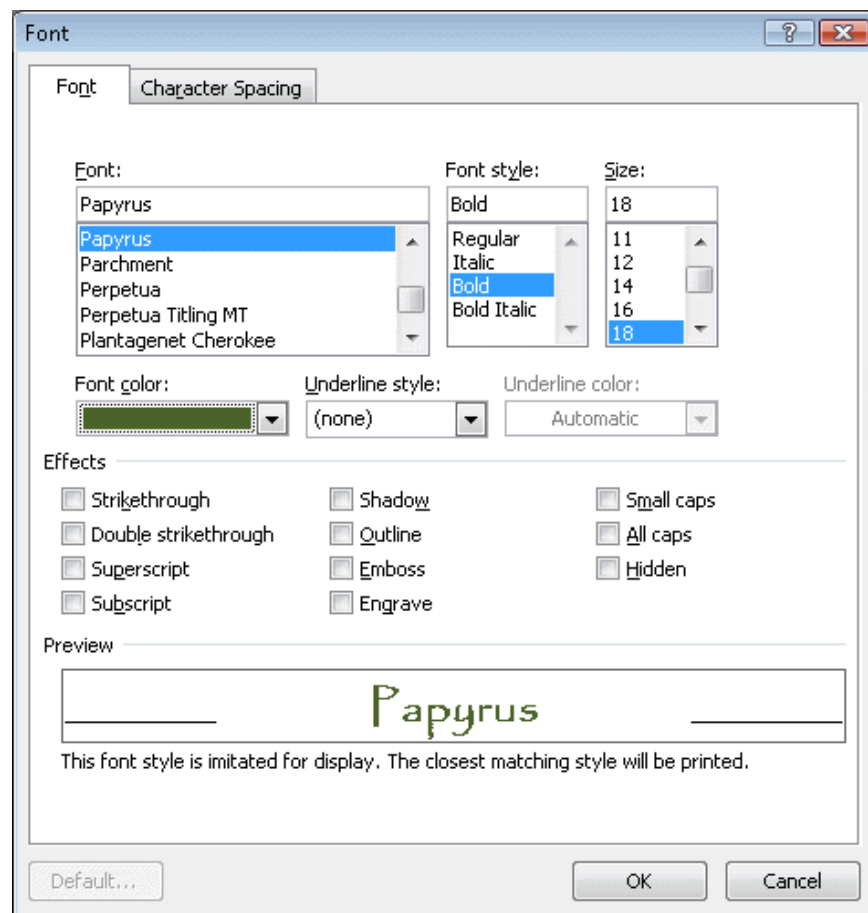 Font
Font Character Spacing
Font: Font style: Size:
Papyrus Bold 18
Papyrus Regular 11
Parchment Italic 12
Perpetua Bold 14
Perpetua Titling MT Bold Italic 16
Plantagenet Cherokee 18
Font color: Underline style: Underline color:
(none) Automatic
Effects
Strikethrough Shadow Small caps
Double strikethrough Outline All caps
Superscript Emboss Hidden
Subscript Engrave
Preview
Papyrus
This font style is imitated for display. The closest matching style will be printed.
Default... OK Cancel